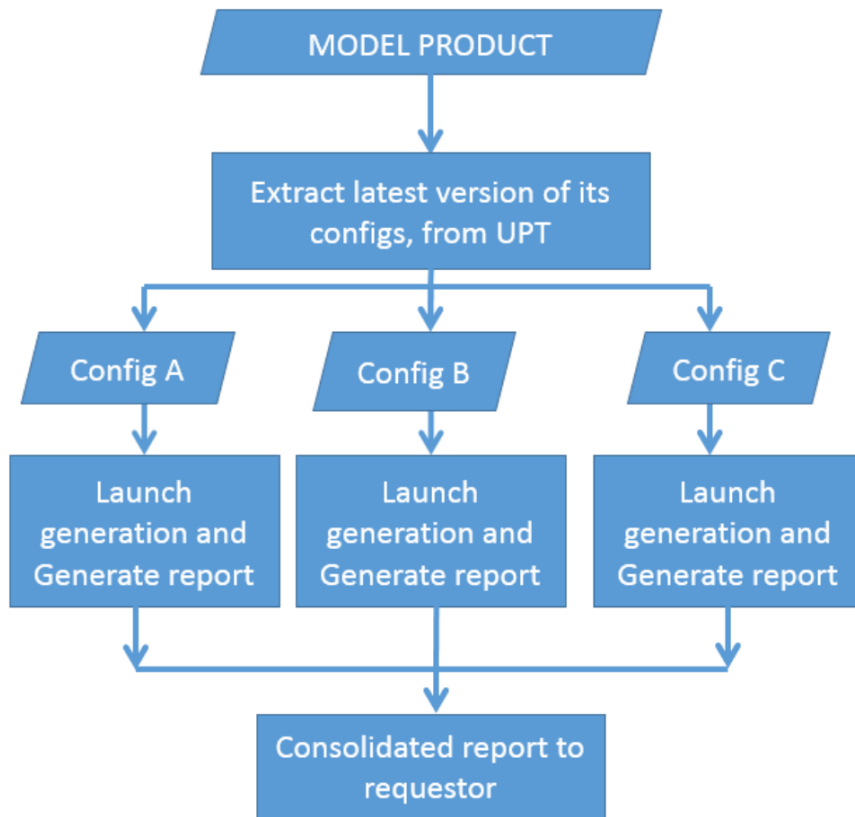 MODEL PRODUCT
Extract latest version of its
configs, from UPT
Config A
Config B
Config C
Launch
generation and
Generate report
Launch
generation and
Generate report
Launch
generation and
Generate report
Consolidated report to
requestor